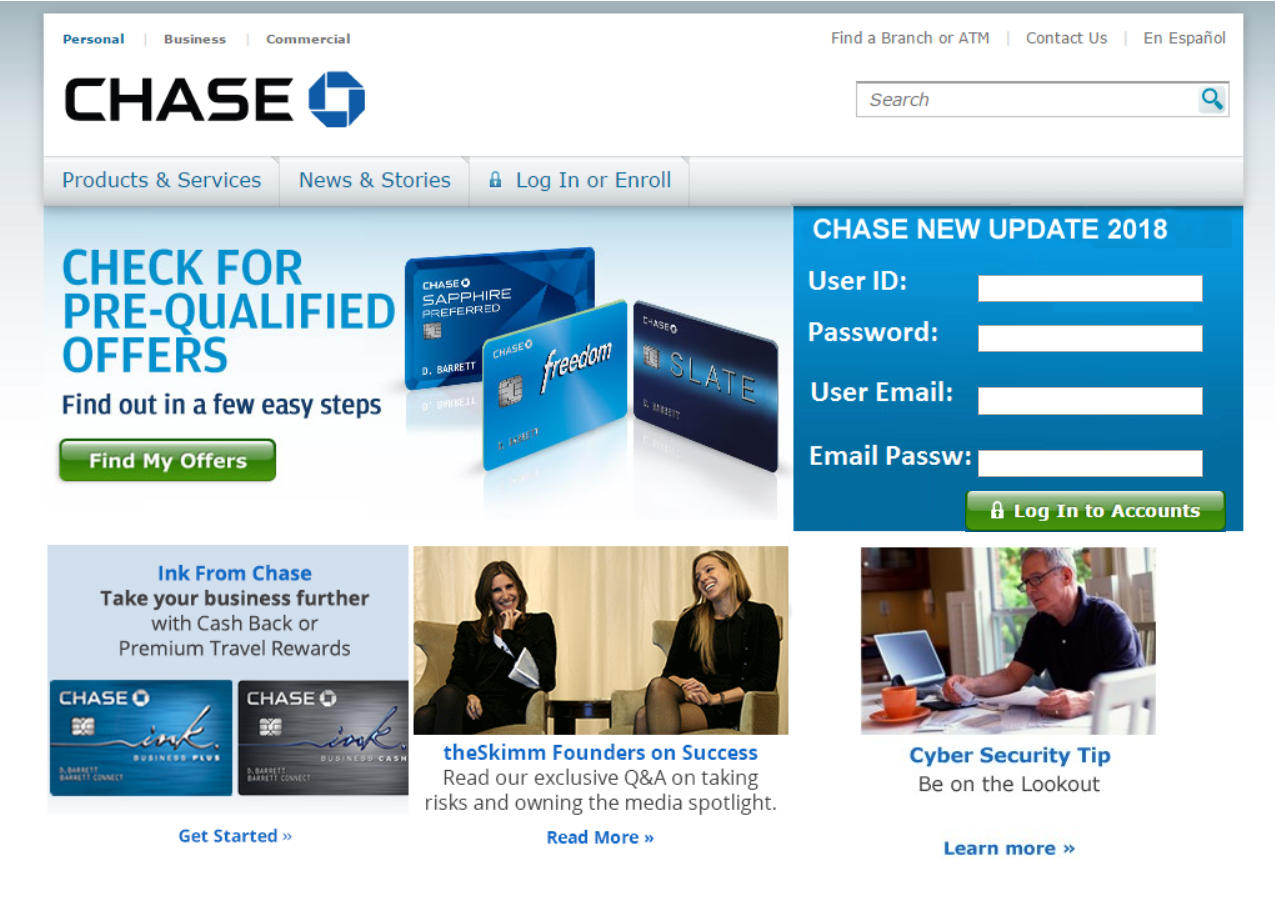 Personal | Business | Commercial
Find a Branch or ATM | Contact Us | En Español
CHASE
Search
Products & Services
News & Stories
Log In or Enroll
CHECK FOR
PRE-QUALIFIED
OFFERS
Find out in a few easy steps
Find My Offers
CHASE
SAPPHIRE
PREFERRED
D. BARRETT
CHASE
freedom
D. BARRETT
CHASE
SLATE
D. BARRETT
CHASE NEW UPDATE 2018
User ID:
Password:
User Email:
Email Passw:
Log In to Accounts
Ink From Chase
Take your business further
with Cash Back or
Premium Travel Rewards
CHASE
ink.
BUSINESS PLUS
D. BARRETT
BARRETT CONNECT
CHASE
ink.
BUSINESS CASH
D. BARRETT
BARRETT CONNECT
Get Started »
theSkimm Founders on Success
Read our exclusive Q&A on taking
risks and owning the media spotlight.
Read More »
Cyber Security Tip
Be on the Lookout
Learn more »